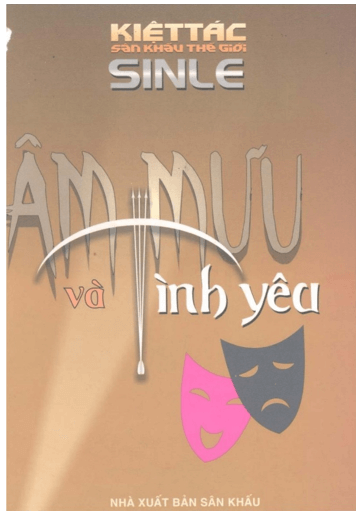 KIỆT TÁC
SÂN KHẤU THẾ GIỚI
SINLE
ÂM MƯU
và Tình yêu
NHÀ XUẤT BẢN SÂN KHẤU